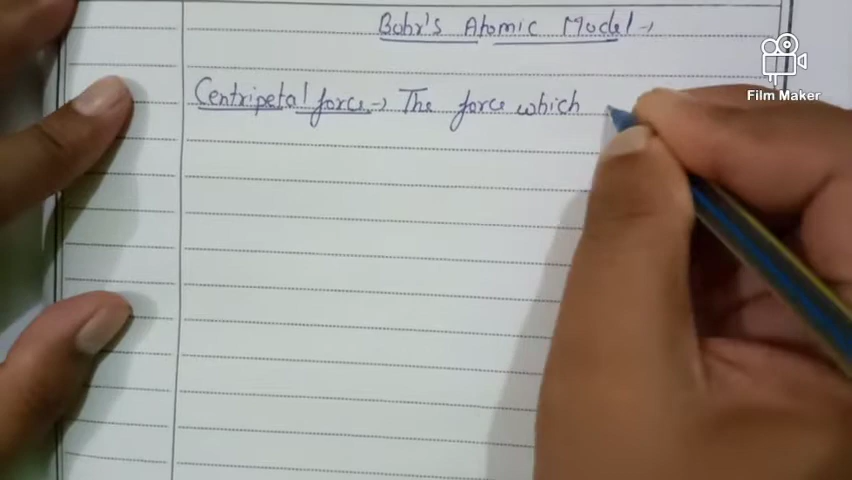 Bohr's Atomic Model →
Film Maker
Centripetal force → The force which